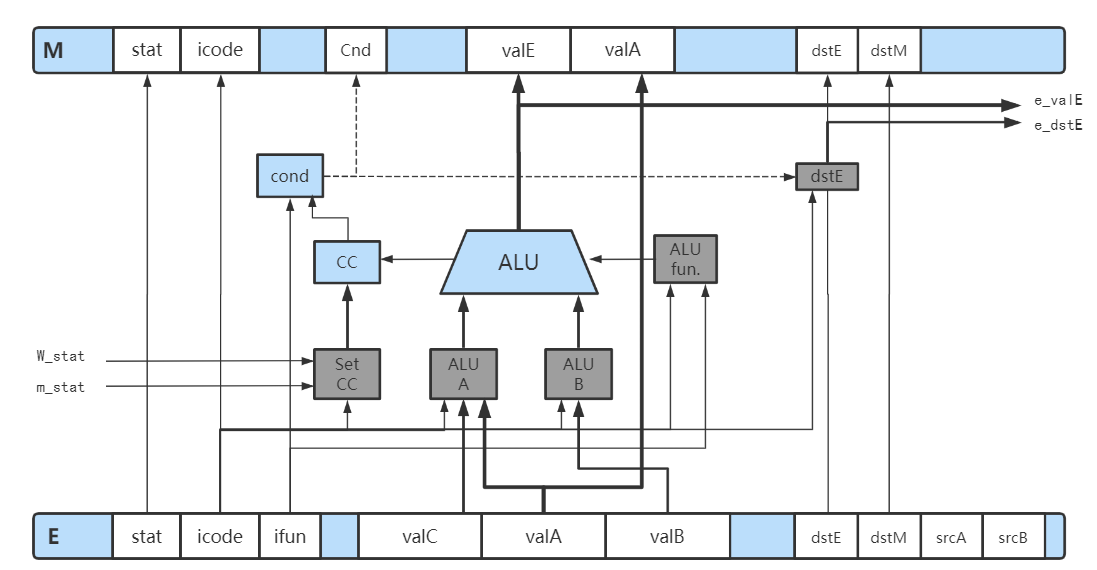 M stat icode Cnd valE valA dstE dstM
e_valE
e_dstE
cond dstE
CC ALU ALU
fun.
W_stat
m_stat
Set
CC
ALU
A
ALU
B
E stat icode ifun valC valA valB dstE dstM srcA srcB